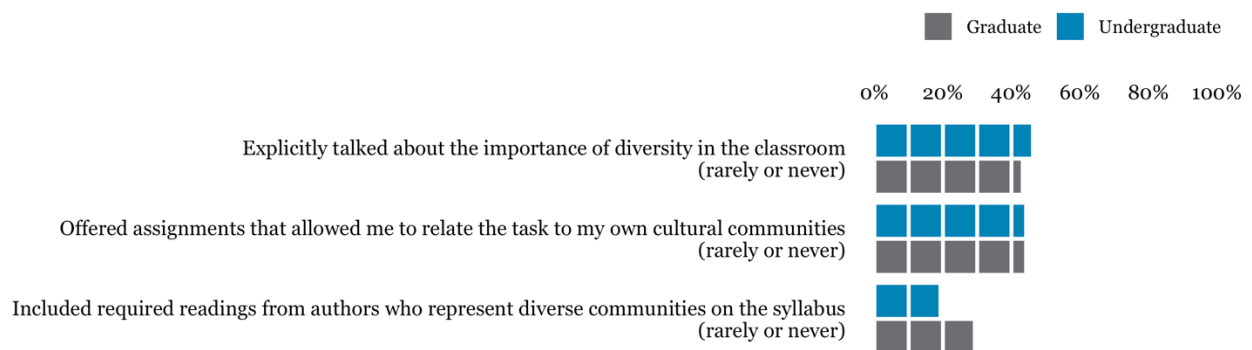 Graduate Undergraduate
0% 20% 40% 60% 80% 100%
Explicitly talked about the importance of diversity in the classroom
(rarely or never)
Offered assignments that allowed me to relate the task to my own cultural communities
(rarely or never)
Included required readings from authors who represent diverse communities on the syllabus
(rarely or never)